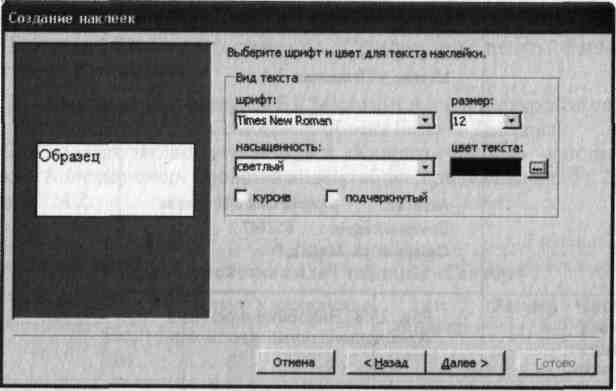 Создание наклеек
Выберите шрифт и цвет для текста наклейки.
Вид текста
шрифт:
размер:
Times New Roman
12
насыщенность:
цвет текста:
светлый
...
курсив
подчеркнутый
Образец
Отмена
< Назад
Далее >
Готово